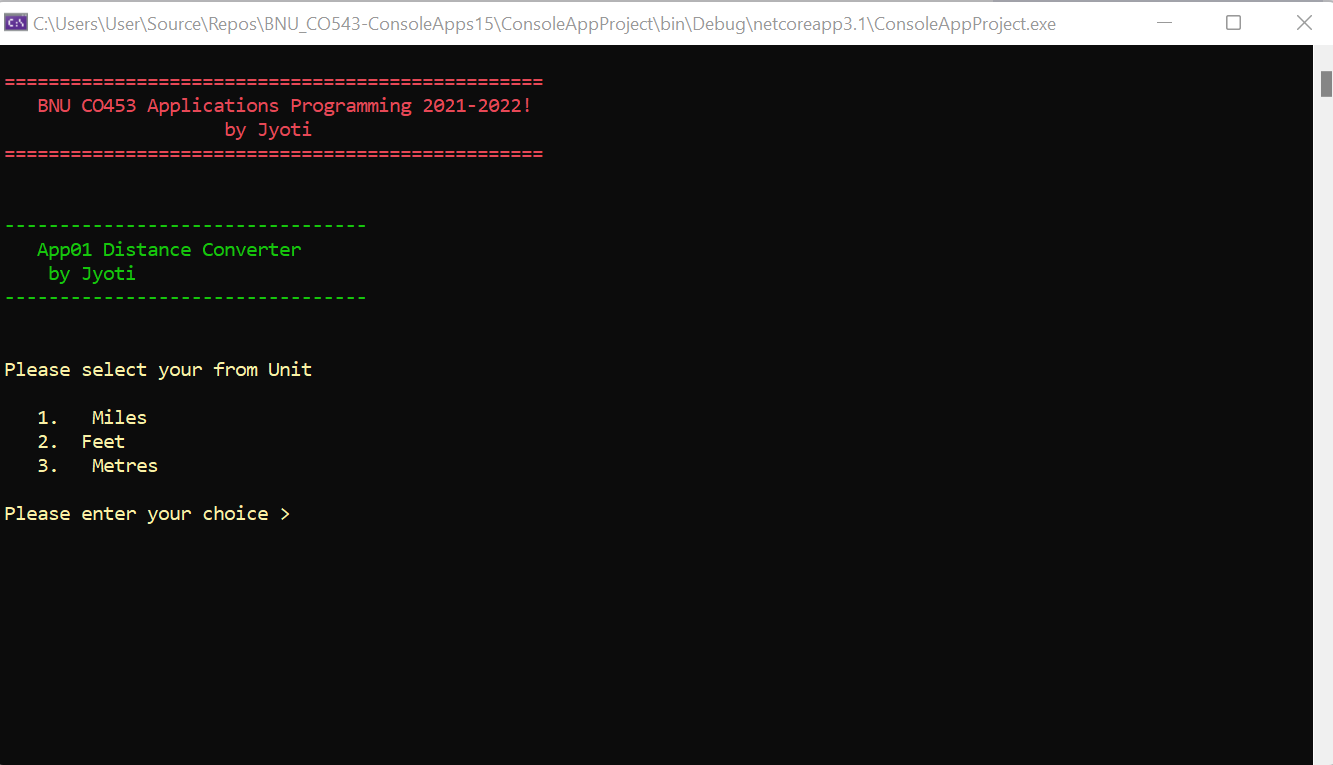 C:\Users\User\Source\Repos\BNU_CO543-ConsoleApps15\ConsoleAppProject\bin\Debug\netcoreapp3.1\ConsoleAppProject.exe
=================================================
   BNU CO453 Applications Programming 2021-2022!
                    by Jyoti
=================================================
---------------------------------
   App01 Distance Converter
    by Jyoti
---------------------------------
Please select your from Unit
   1.   Miles
   2.  Feet
   3.   Metres
Please enter your choice >